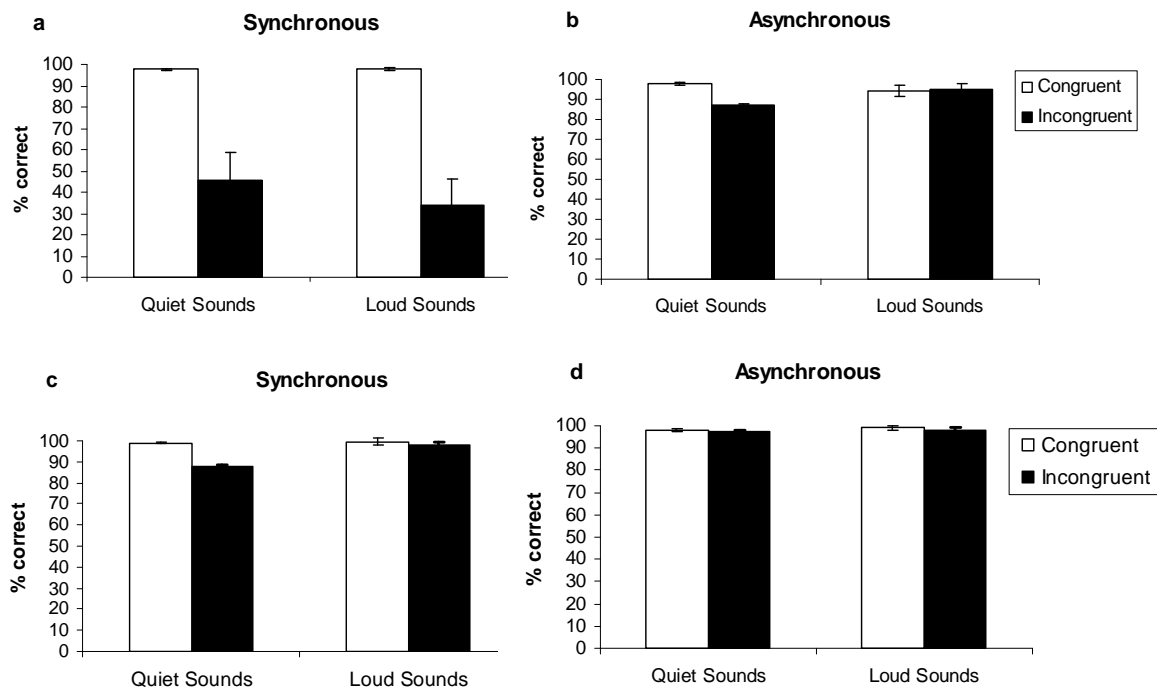 a
Synchronous
100
90
80
70
60
50
40
30
20
10
0
% correct
Quiet Sounds
Loud Sounds
b
Asynchronous
100
90
80
70
60
50
40
30
20
10
0
% correct
Quiet Sounds
Loud Sounds
Congruent
Incongruent
c
Synchronous
100
90
80
70
60
50
40
30
20
10
0
% correct
Quiet Sounds
Loud Sounds
d
Asynchronous
100
90
80
70
60
50
40
30
20
10
0
% correct
Quiet Sounds
Loud Sounds
Congruent
Incongruent